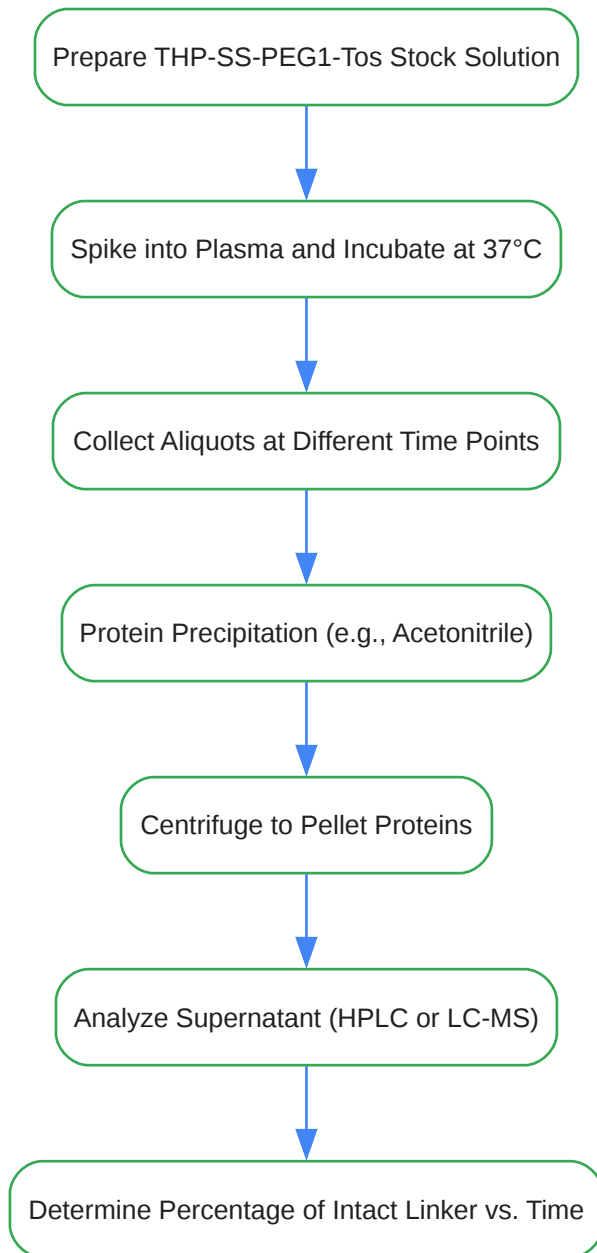 Prepare THP-SS-PEG1-Tos Stock Solution
Spike into Plasma and Incubate at 37°C
Collect Aliquots at Different Time Points
Protein Precipitation (e.g., Acetonitrile)
Centrifuge to Pellet Proteins
Analyze Supernatant (HPLC or LC-MS)
Determine Percentage of Intact Linker vs. Time